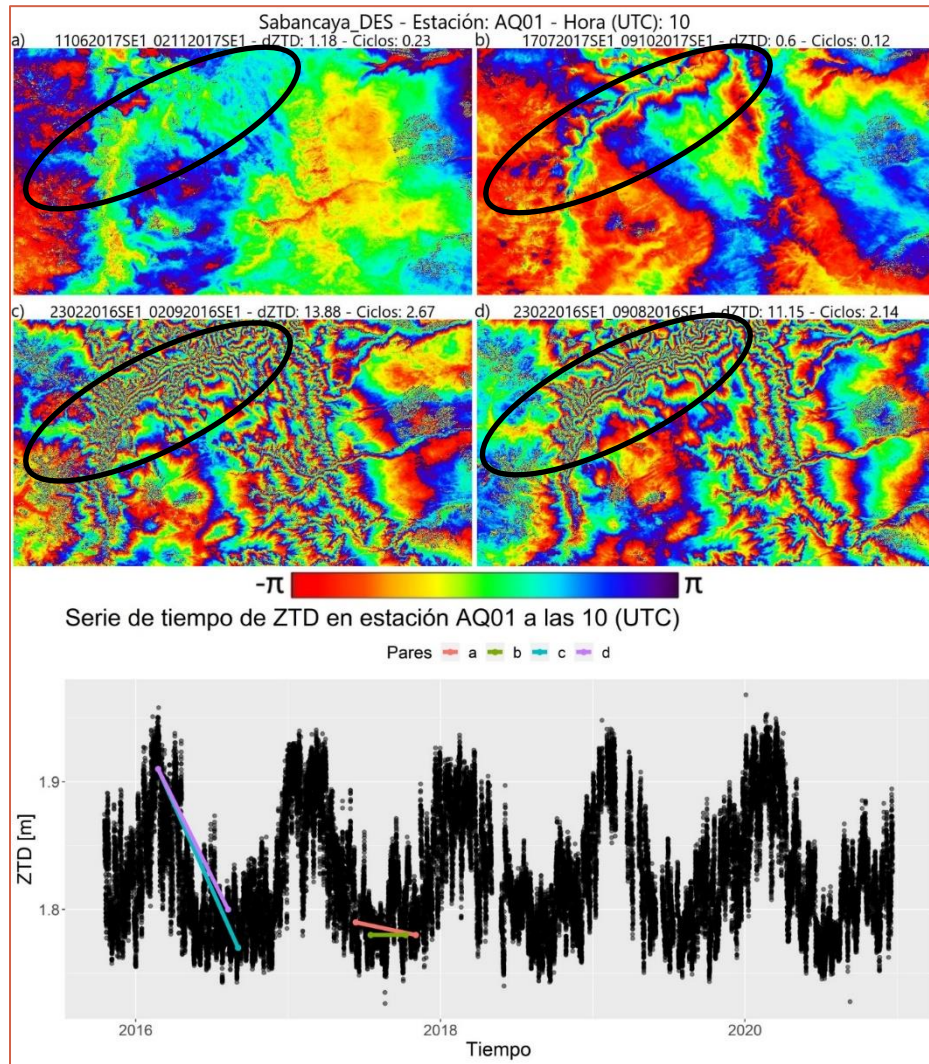 Sabancaya_DES - Estación: AQ01 - Hora (UTC): 10
a) 11062017SE1_02112017SE1 - dZTD: 1.18 - Ciclos: 0.23
b) 17072017SE1_09102017SE1 - dZTD: 0.6 - Ciclos: 0.12
c) 23022016SE1_02092016SE1 - dZTD: 13.88 - Ciclos: 2.67
d) 23022016SE1_09082016SE1 - dZTD: 11.15 - Ciclos: 2.14
-π π
Serie de tiempo de ZTD en estación AQ01 a las 10 (UTC)
Pares a b c d
ZTD [m]
1.9
1.8
2016 2018 2020
Tiempo